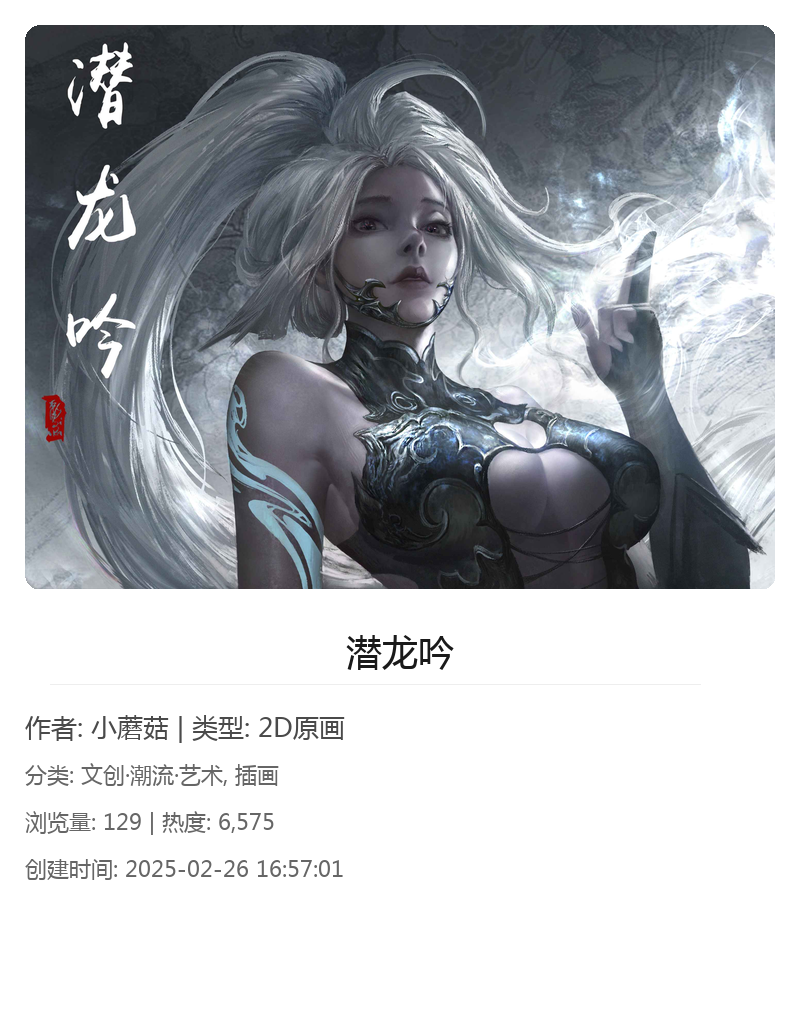 潜龙吟
潜龙吟
作者: 小蘑菇 | 类型: 2D原画
分类: 文创·潮流·艺术, 插画
浏览量: 129 | 热度: 6,575
创建时间: 2025-02-26 16:57:01